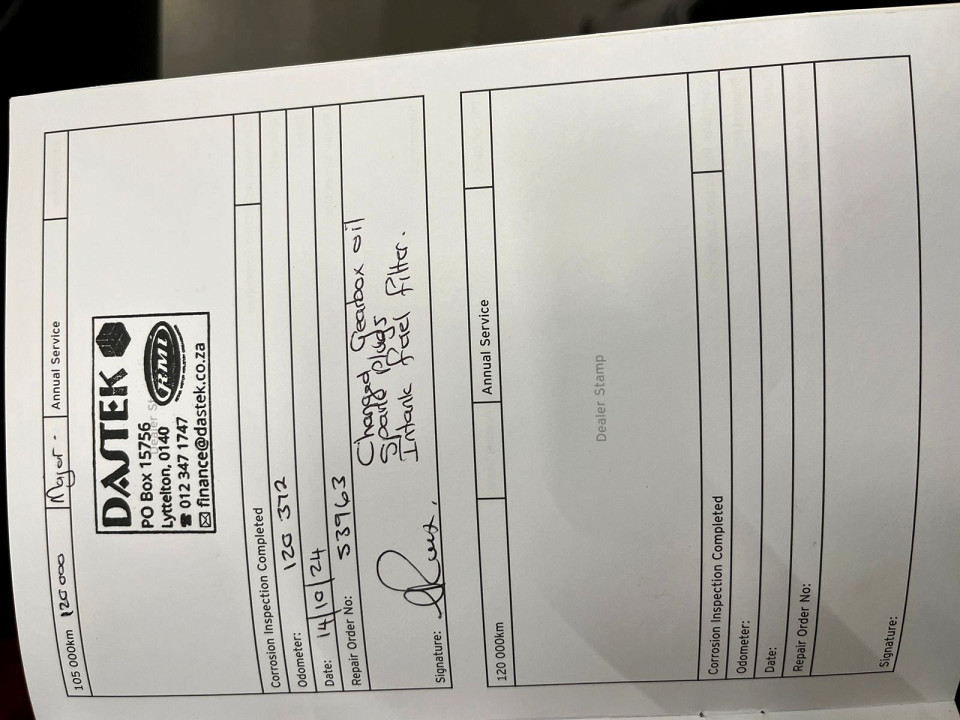 105 000km 120 000 Major - Annual Service
DASTEK
PO Box 15756
Lyttelton, 0140
☎ 012 347 1747
✉ finance@dastek.co.za
RMI
Corrosion Inspection Completed
Odometer: 120 372
Date: 14/10/24
Repair Order No: 53963
Changed Gearbox oil
Spark plugs
Intank fuel filter.
Signature:
120 000km Annual Service
Dealer Stamp
Corrosion Inspection Completed
Odometer:
Date:
Repair Order No:
Signature: